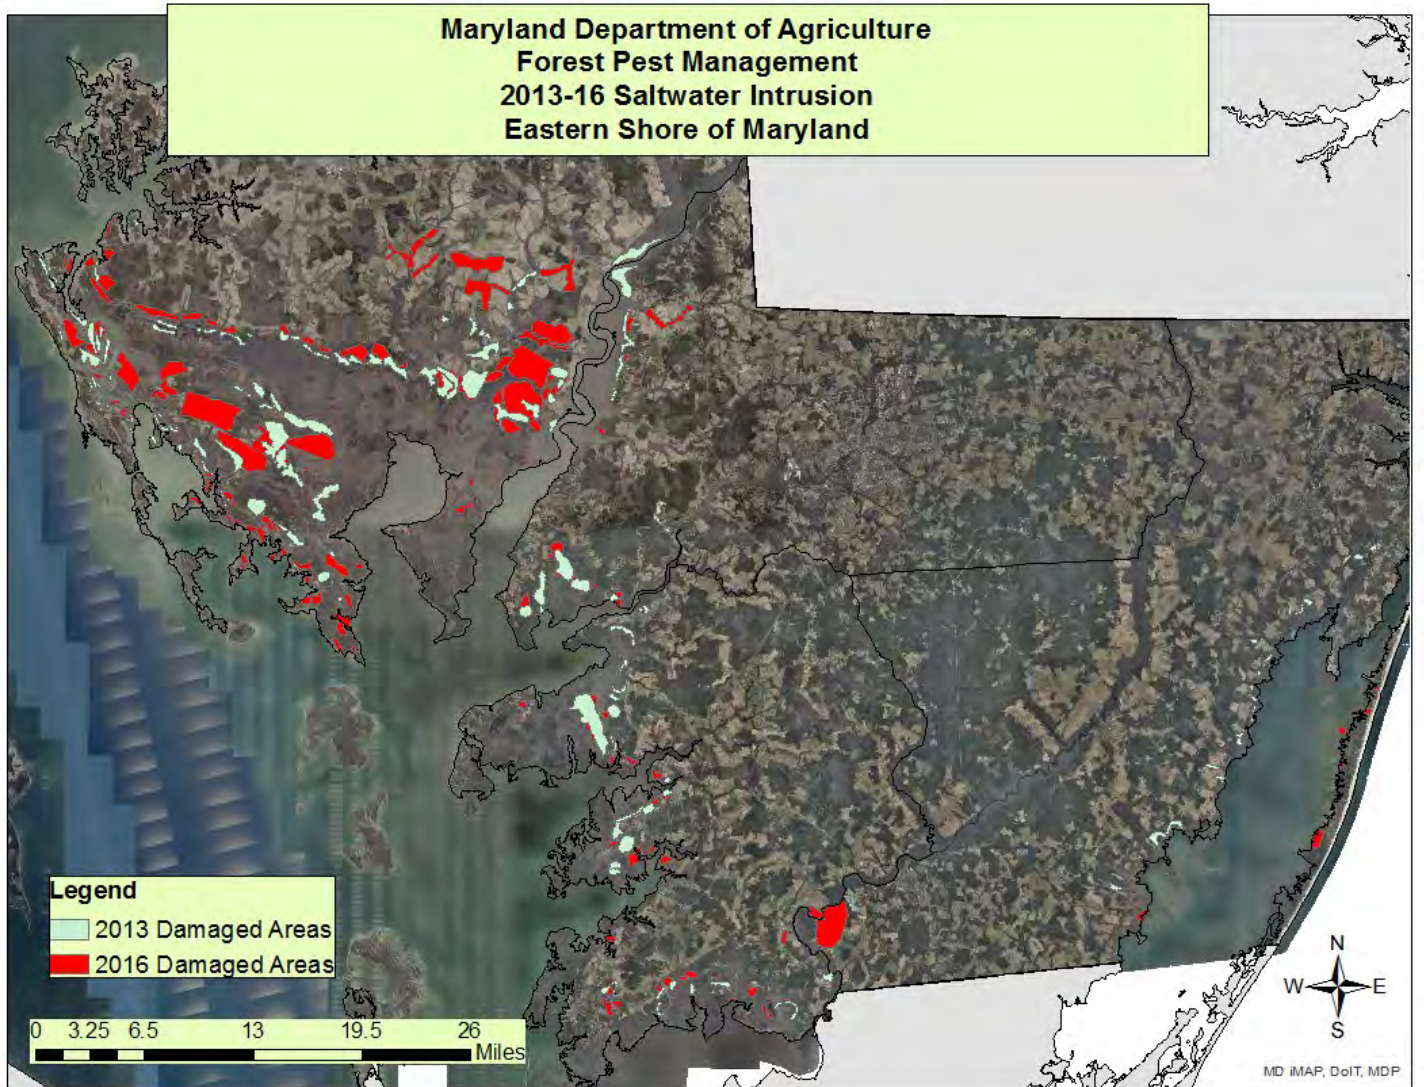 Maryland Department of Agriculture
Forest Pest Management
2013-16 Saltwater Intrusion
Eastern Shore of Maryland
Legend
2013 Damaged Areas
2016 Damaged Areas
0 3.25 6.5 13 19.5 26
Miles
N
W E
S
MD iMAP, DoIT, MDP